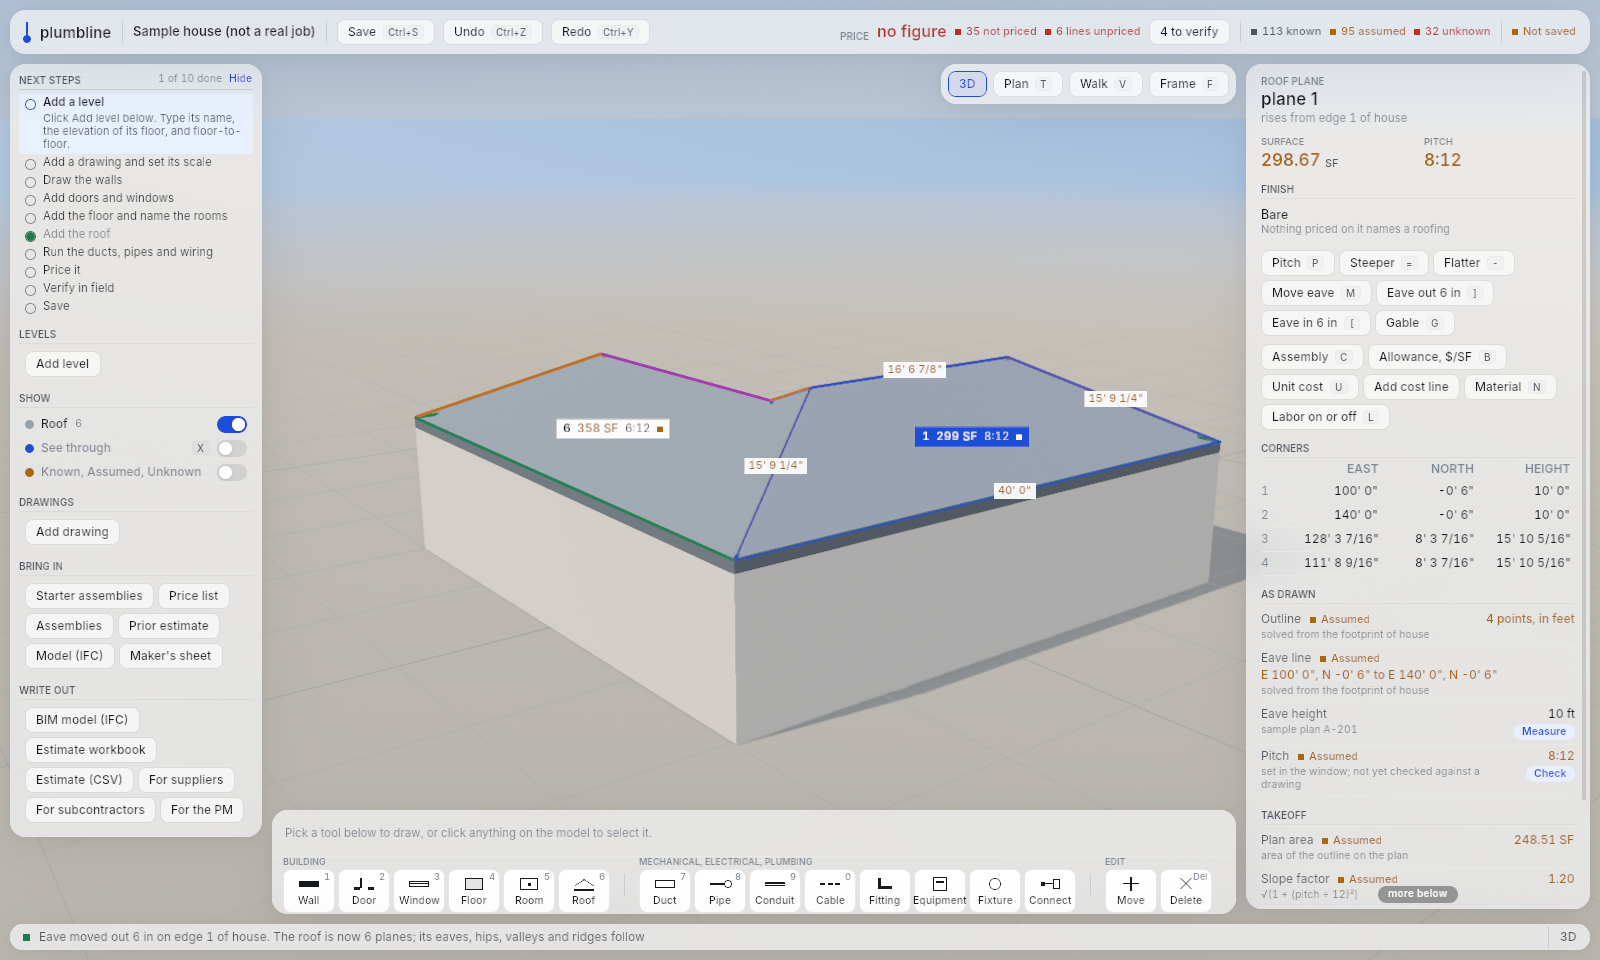 plumbline
Sample house (not a real job)
Save Ctrl+S
Undo Ctrl+Z
Redo Ctrl+Y
PRICE no figure
35 not priced
6 lines unpriced
4 to verify
113 known
95 assumed
32 unknown
Not saved
NEXT STEPS 1 of 10 done Hide
Add a level
Click Add level below. Type its name,
the elevation of its floor, and floor-to-
floor.
Add a drawing and set its scale
Draw the walls
Add doors and windows
Add the floor and name the rooms
Add the roof
Run the ducts, pipes and wiring
Price it
Verify in field
Save
LEVELS
Add level
SHOW
Roof 6
See through X
Known, Assumed, Unknown
DRAWINGS
Add drawing
BRING IN
Starter assemblies Price list
Assemblies Prior estimate
Model (IFC) Maker's sheet
WRITE OUT
BIM model (IFC)
Estimate workbook
Estimate (CSV) For suppliers
For subcontractors For the PM
3D
Plan T
Walk V
Frame F
16' 6 7/8"
15' 9 1/4"
6 358 SF 6:12
1 299 SF 8:12
15' 9 1/4"
40' 0"
Pick a tool below to draw, or click anything on the model to select it.
BUILDING
Wall 1
Door 2
Window 3
Floor 4
Room 5
Roof 6
MECHANICAL, ELECTRICAL, PLUMBING
Duct 7
Pipe 8
Conduit 9
Cable 0
Fitting
Equipment
Fixture
Connect
EDIT
Move
Delete Del
ROOF PLANE
plane 1
rises from edge 1 of house
SURFACE PITCH
298.67 SF 8:12
FINISH
Bare
Nothing priced on it names a roofing
Pitch P Steeper = Flatter -
Move eave M Eave out 6 in ]
Eave in 6 in [ Gable G
Assembly C Allowance, $/SF B
Unit cost U Add cost line Material N
Labor on or off L
CORNERS
EAST NORTH HEIGHT
1 100' 0" -0' 6" 10' 0"
2 140' 0" -0' 6" 10' 0"
3 128' 3 7/16" 8' 3 7/16" 15' 10 5/16"
4 111' 8 9/16" 8' 3 7/16" 15' 10 5/16"
AS DRAWN
Outline Assumed 4 points, in feet
solved from the footprint of house
Eave line Assumed
E 100' 0", N -0' 6" to E 140' 0", N -0' 6"
solved from the footprint of house
Eave height 10 ft
sample plan A-201 Measure
Pitch Assumed 8:12
set in the window; not yet checked against a
drawing
Check
TAKEOFF
Plan area Assumed 248.51 SF
area of the outline on the plan
Slope factor Assumed 1.20
√(1 + (pitch ÷ 12)²)
more below
Eave moved out 6 in on edge 1 of house. The roof is now 6 planes; its eaves, hips, valleys and ridges follow
3D